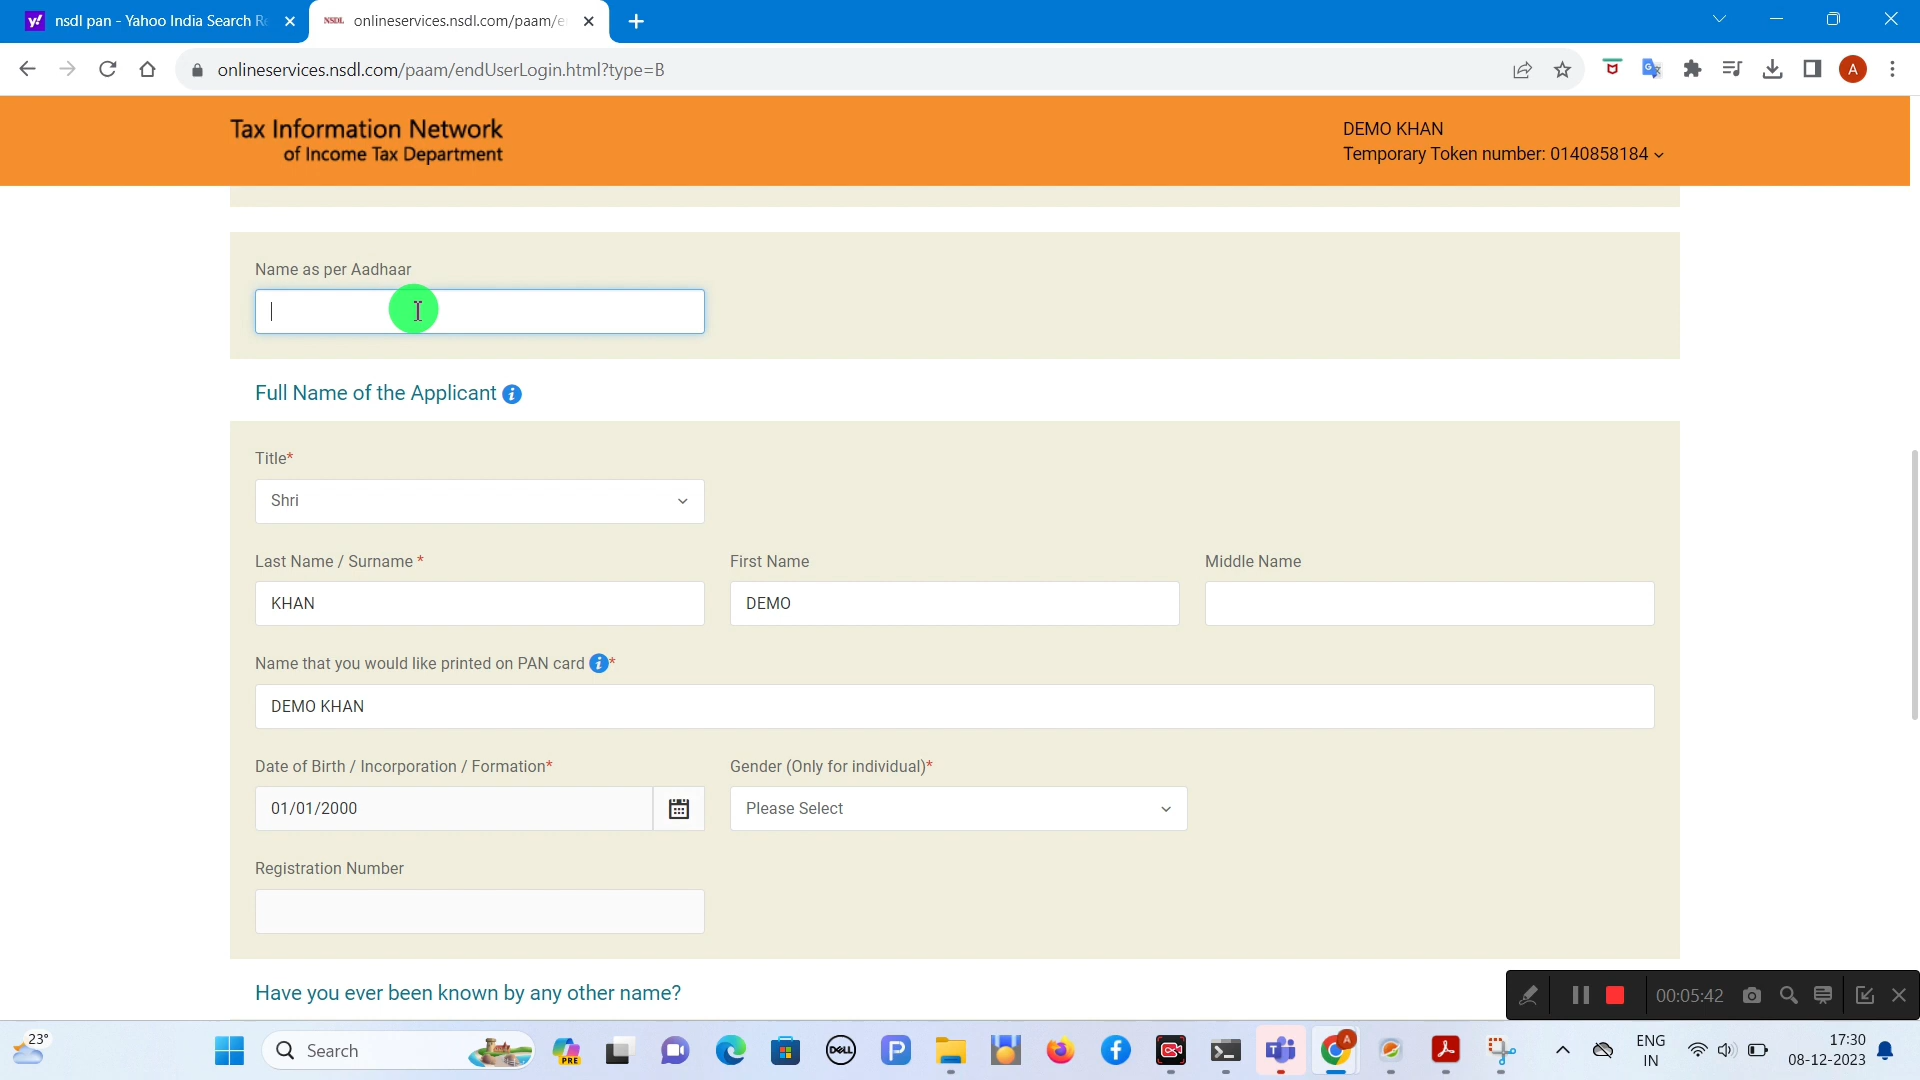 nsdl pan - Yahoo India Search Re
NSDL onlineservices.nsdl.com/paam/e
onlineservices.nsdl.com/paam/endUserLogin.html?type=B
A
Tax Information Network
of Income Tax Department
DEMO KHAN
Temporary Token number: 0140858184
Name as per Aadhaar
Full Name of the Applicant
Title*
Shri
Last Name / Surname * First Name Middle Name
KHAN DEMO
Name that you would like printed on PAN card *
DEMO KHAN
Date of Birth / Incorporation / Formation* Gender (Only for individual)*
01/01/2000 Please Select
Registration Number
Have you ever been known by any other name?
00:05:42
23°
Search
PRE
DELL
A
ENG
IN
17:30
08-12-2023